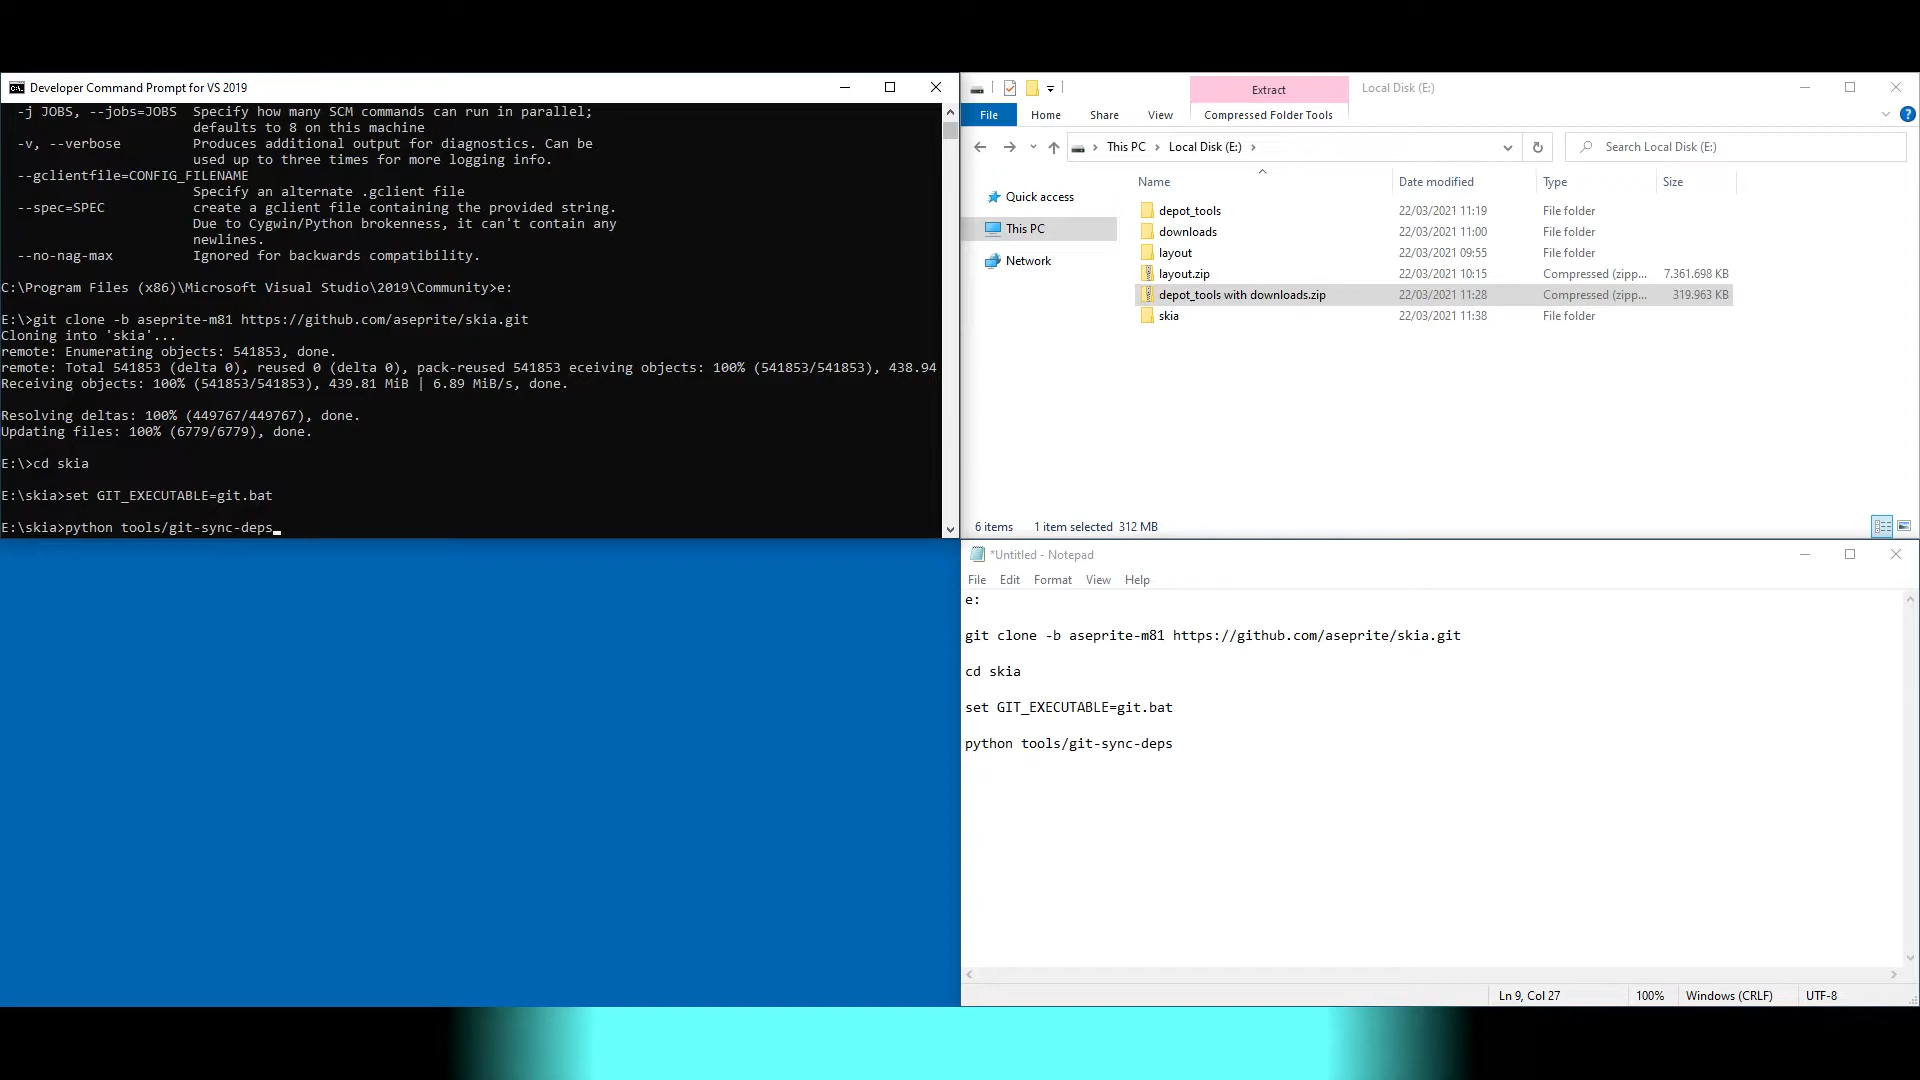 Developer Command Prompt for VS 2019
-j JOBS, --jobs=JOBS  Specify how many SCM commands can run in parallel;
defaults to 8 on this machine
-v, --verbose         Produces additional output for diagnostics. Can be
used up to three times for more logging info.
--gclientfile=CONFIG_FILENAME
Specify an alternate .gclient file
--spec=SPEC           create a gclient file containing the provided string.
Due to Cygwin/Python brokenness, it can't contain any
newlines.
--no-nag-max          Ignored for backwards compatibility.
C:\Program Files (x86)\Microsoft Visual Studio\2019\Community>e:
E:\>git clone -b aseprite-m81 https://github.com/aseprite/skia.git
Cloning into 'skia'...
remote: Enumerating objects: 541853, done.
remote: Total 541853 (delta 0), reused 0 (delta 0), pack-reused 541853 eceiving objects: 100% (541853/541853), 438.94
Receiving objects: 100% (541853/541853), 439.81 MiB | 6.89 MiB/s, done.
Resolving deltas: 100% (449767/449767), done.
Updating files: 100% (6779/6779), done.
E:\>cd skia
E:\skia>set GIT_EXECUTABLE=git.bat
E:\skia>python tools/git-sync-deps_
Extract
Local Disk (E:)
File Home Share View Compressed Folder Tools
This PC > Local Disk (E:) >
Search Local Disk (E:)
Quick access
This PC
Network
Name Date modified Type Size
depot_tools 22/03/2021 11:19 File folder
downloads 22/03/2021 11:00 File folder
layout 22/03/2021 09:55 File folder
layout.zip 22/03/2021 10:15 Compressed (zipp... 7.361.698 KB
depot_tools with downloads.zip 22/03/2021 11:28 Compressed (zipp... 319.963 KB
skia 22/03/2021 11:38 File folder
6 items 1 item selected 312 MB
*Untitled - Notepad
File Edit Format View Help
e:
git clone -b aseprite-m81 https://github.com/aseprite/skia.git
cd skia
set GIT_EXECUTABLE=git.bat
python tools/git-sync-deps
Ln 9, Col 27 100% Windows (CRLF) UTF-8